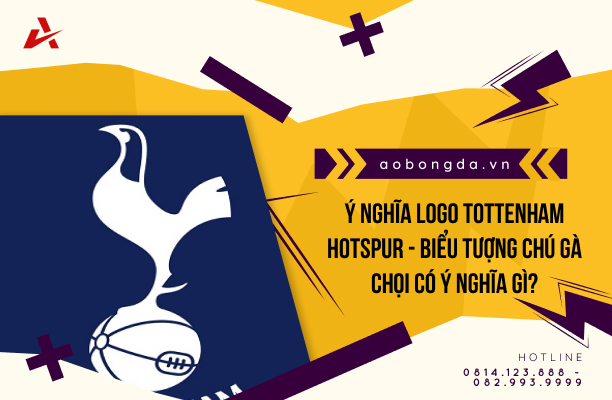 aobongda.vn
Ý NGHĨA LOGO TOTTENHAM
HOTSPUR - BIỂU TƯỢNG CHÚ GÀ
CHỌI CÓ Ý NGHĨA GÌ?
HOTLINE
0814.123.888 -
082.993.9999